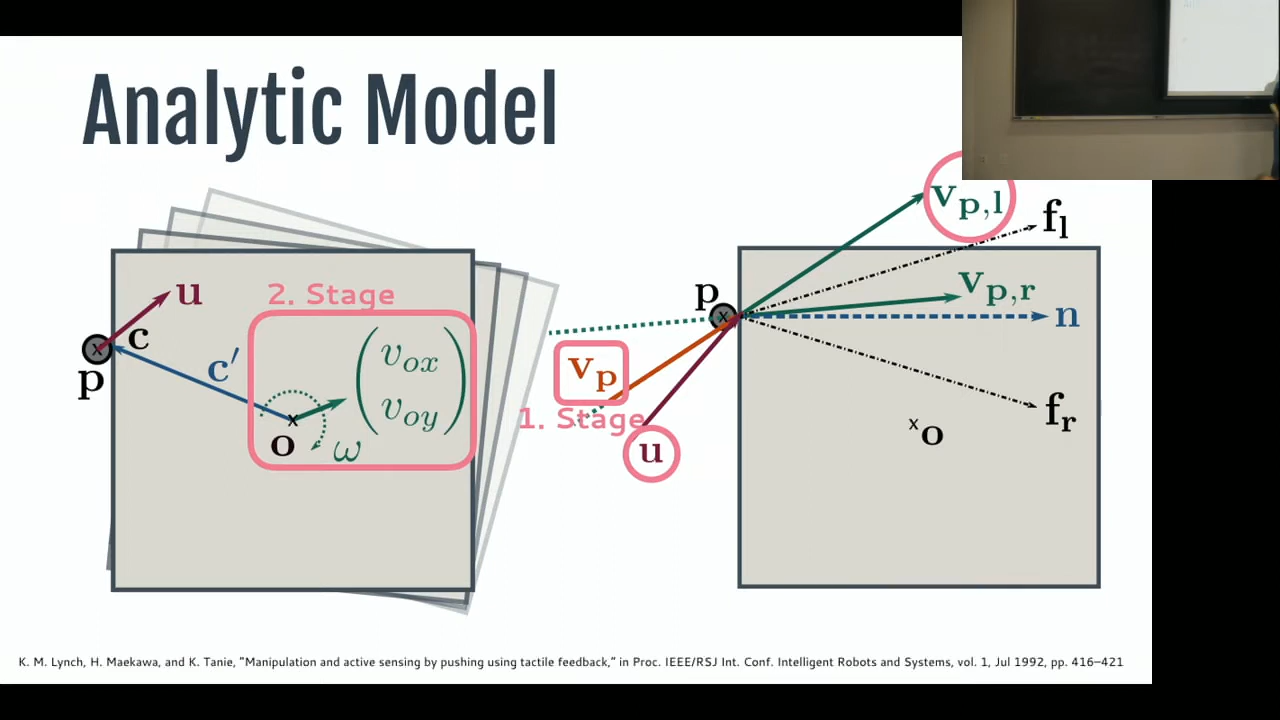 Analytic Model
u
2. Stage
c
p
c′
v_ox
v_oy
o
ω
v_p,l
f_l
p
v_p,r
n
v_p
1. Stage
u
f_r
o
K. M. Lynch, H. Maekawa, and K. Tanie, "Manipulation and active sensing by pushing using tactile feedback," in Proc. IEEE/RSJ Int. Conf. Intelligent Robots and Systems, vol. 1, Jul 1992, pp. 416–421